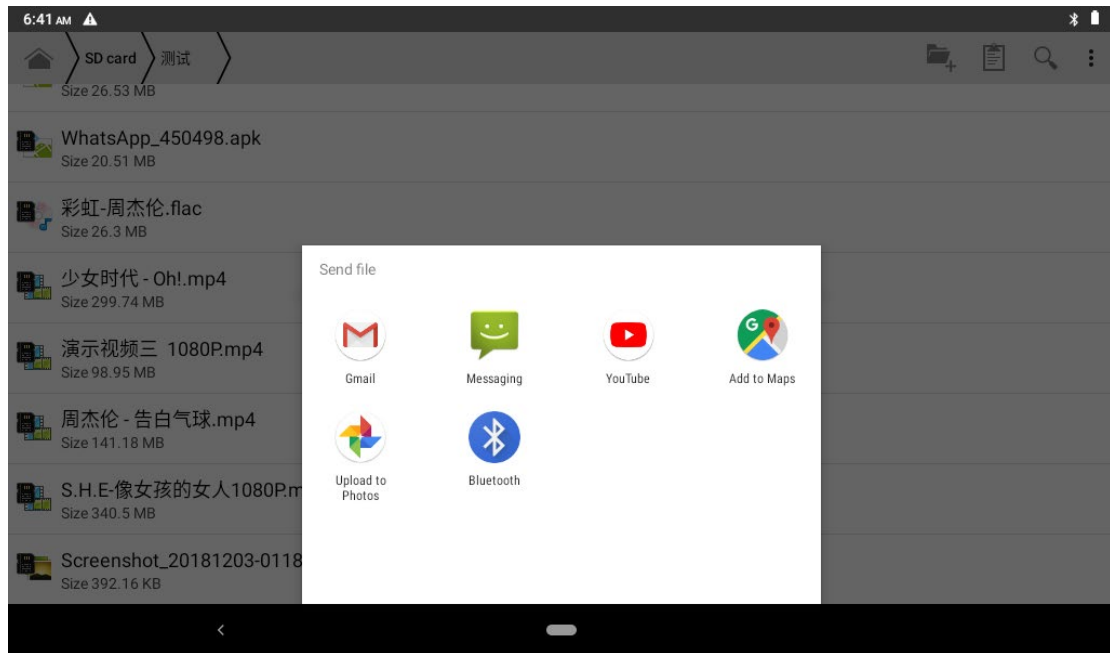 6:41 AM
SD card
测试
Size 26.53 MB
WhatsApp_450498.apk
Size 20.51 MB
彩虹-周杰伦.flac
Size 26.3 MB
少女时代 - Oh!.mp4
Size 299.74 MB
演示视频三 1080P.mp4
Size 98.95 MB
周杰伦 - 告白气球.mp4
Size 141.18 MB
S.H.E-像女孩的女人1080P.m
Size 340.5 MB
Screenshot_20181203-0118
Size 392.16 KB
Send file
Gmail
Messaging
YouTube
Add to Maps
Upload to
Photos
Bluetooth